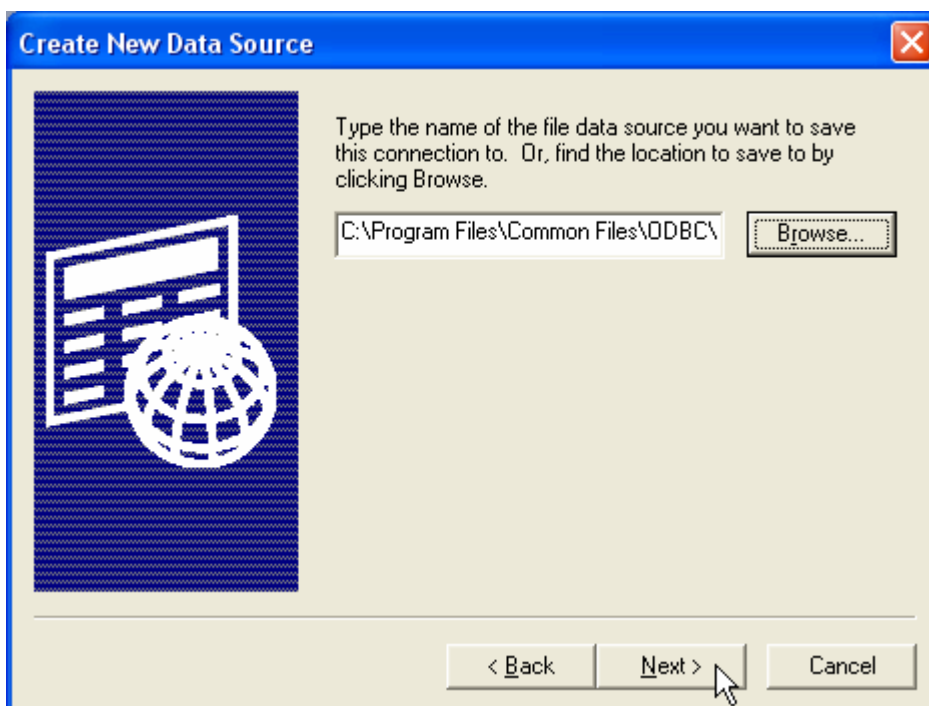 Create New Data Source
Type the name of the file data source you want to save
this connection to.  Or, find the location to save to by
clicking Browse.
C:\Program Files\Common Files\ODBC\
Browse...
< Back
Next >
Cancel